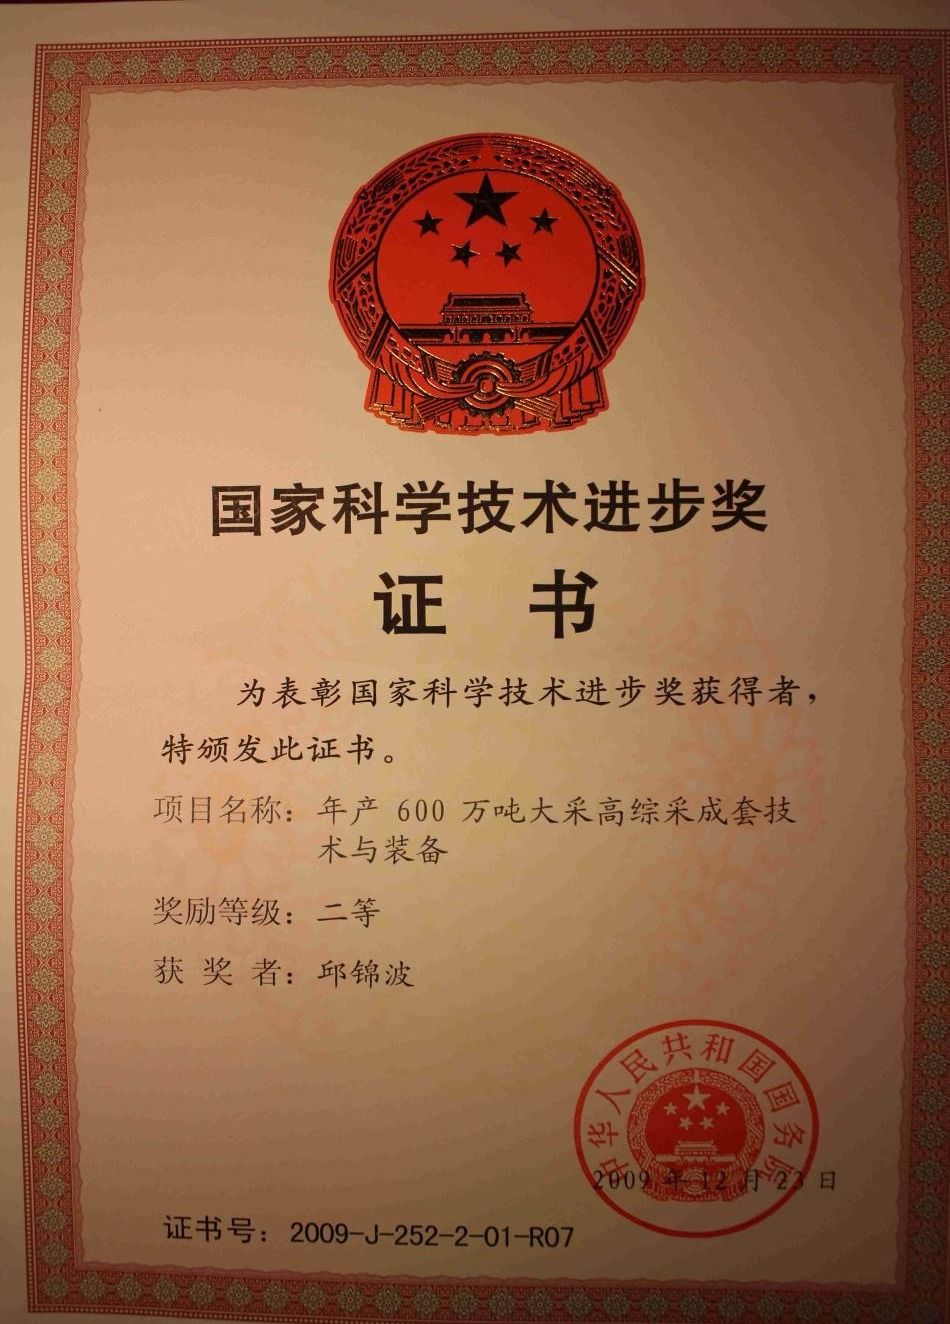 国家科学技术进步奖
证 书
为表彰国家科学技术进步奖获得者，
特颁发此证书。
项目名称：年产 600 万吨大采高综采成套技
术与装备
奖励等级：二等
获 奖 者：邱锦波
中华人民共和国国务院
2009 年 12 月 23 日
证书号：2009-J-252-2-01-R07